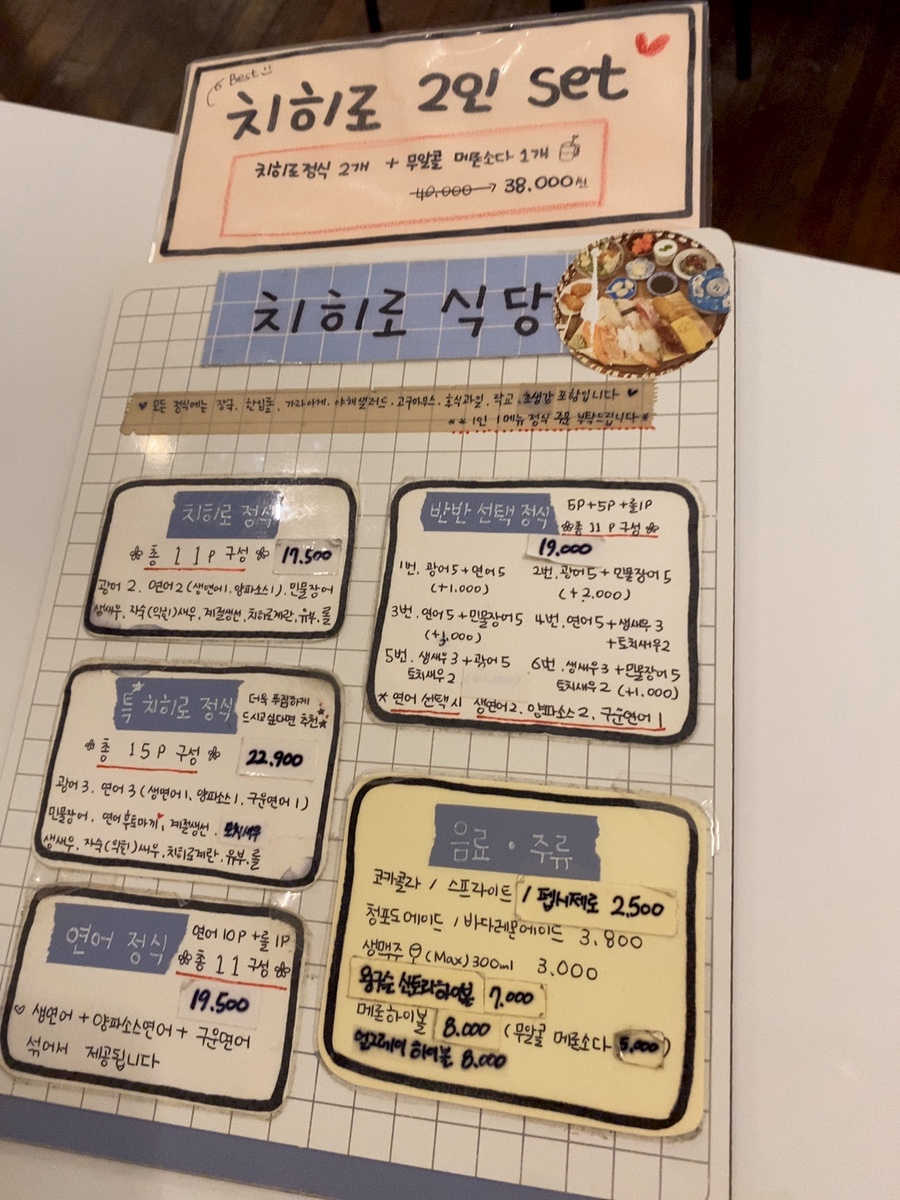 Best
치히로 2인 set
치히로정식 2개 + 무알콜 메론소다 1개
40,000 → 38.000원
치히로 식당
♥ 모든 정식에는 장국, 한입롤, 가라아게, 야채샐러드, 고구마무스, 후식과일, 락교, 초생강 포함입니다 ♥
** 1인 1메뉴 정식 주문 부탁드립니다 *
치히로 정식
총 11P 구성
17.500
광어 2. 연어2 (생연어1, 양파소스1). 민물장어
생새우, 자숙(익힌)새우, 계절생선, 치히로계란, 유부, 롤
특 치히로 정식
더욱 푸짐하게
드시고싶다면 추천*
총 15P 구성
22.900
광어 3. 연어 3 (생연어1, 양파소스1, 구운연어1)
민물장어. 연어후토마끼, 계절생선. 토치새우
생새우, 자숙(익힌)새우, 치히로계란, 유부, 롤
연어 정식
연어 10P + 롤 1P
총 11 구성
19.500
♡ 생연어 + 양파소스연어 + 구운연어
섞어서 제공됩니다
반반 선택 정식
5P+5P+롤1P
총 11P 구성
19.000
1번. 광어5+연어5
(+1.000)
2번. 광어5+민물장어5
(+2.000)
3번. 연어5+민물장어5
4번. 연어5+생새우3
+토치새우2
5번. 생새우3+광어5
토치새우2
6번. 생새우3+민물장어5
토치새우2 (+1.000)
* 연어 선택시 생연어2. 양파소스2. 구운연어1
음료 · 주류
코카콜라 / 스프라이트 / 펩시제로 2.500
청포도에이드 / 바다레몬에이드 3.800
생맥주 (Max) 300ml 3.000
왕구슬 산토리하이볼 7.000
메론하이볼 8.000 (무알콜 메론소다 5.000)
얼그레이 하이볼 8.000